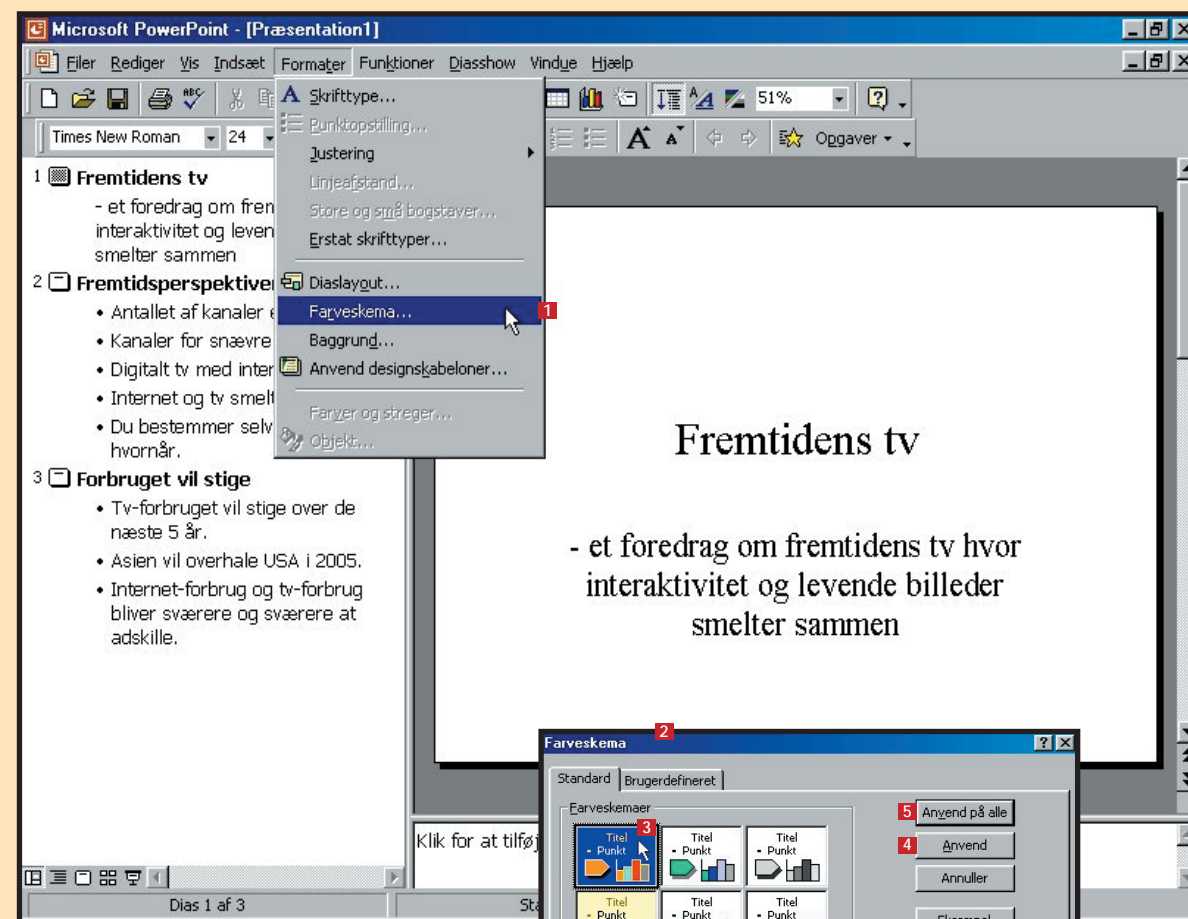 Microsoft PowerPoint - [Præsentation1]
Filer Rediger Vis Indsæt Formater Funktioner Diasshow Vindue Hjælp
51%
Times New Roman 24
Opgaver
Skrifttype...
Punktopstilling...
Justering
Linjeafstand...
Store og små bogstaver...
Erstat skrifttyper...
Diaslayout...
Farveskema... 1
Baggrund...
Anvend designskabeloner...
Farver og streger...
Objekt...
1 Fremtidens tv
- et foredrag om
interaktivitet og
smelter sammen
2
• Antallet af kanaler
• Kanaler for snævre
• Digitalt tv med
• Internet og tv
• Du bestemmer selv
hvornår.
3 Forbruget vil stige
• Tv-forbruget vil stige over de
næste 5 år.
• Asien vil overhale USA i 2005.
• Internet-forbrug og tv-forbrug
bliver sværere og sværere at
adskille.
Fremtidens tv
- et foredrag om fremtidens tv hvor
interaktivitet og levende billeder
smelter sammen
Klik for at
Dias 1 af 3
2
Farveskema
Standard Brugerdefineret
Farveskemaer
3
Titel
- Punkt
Titel
- Punkt
Titel
- Punkt
Titel
- Punkt
Titel
- Punkt
Titel
- Punkt
5 Anvend på alle
4 Anvend
Annuller